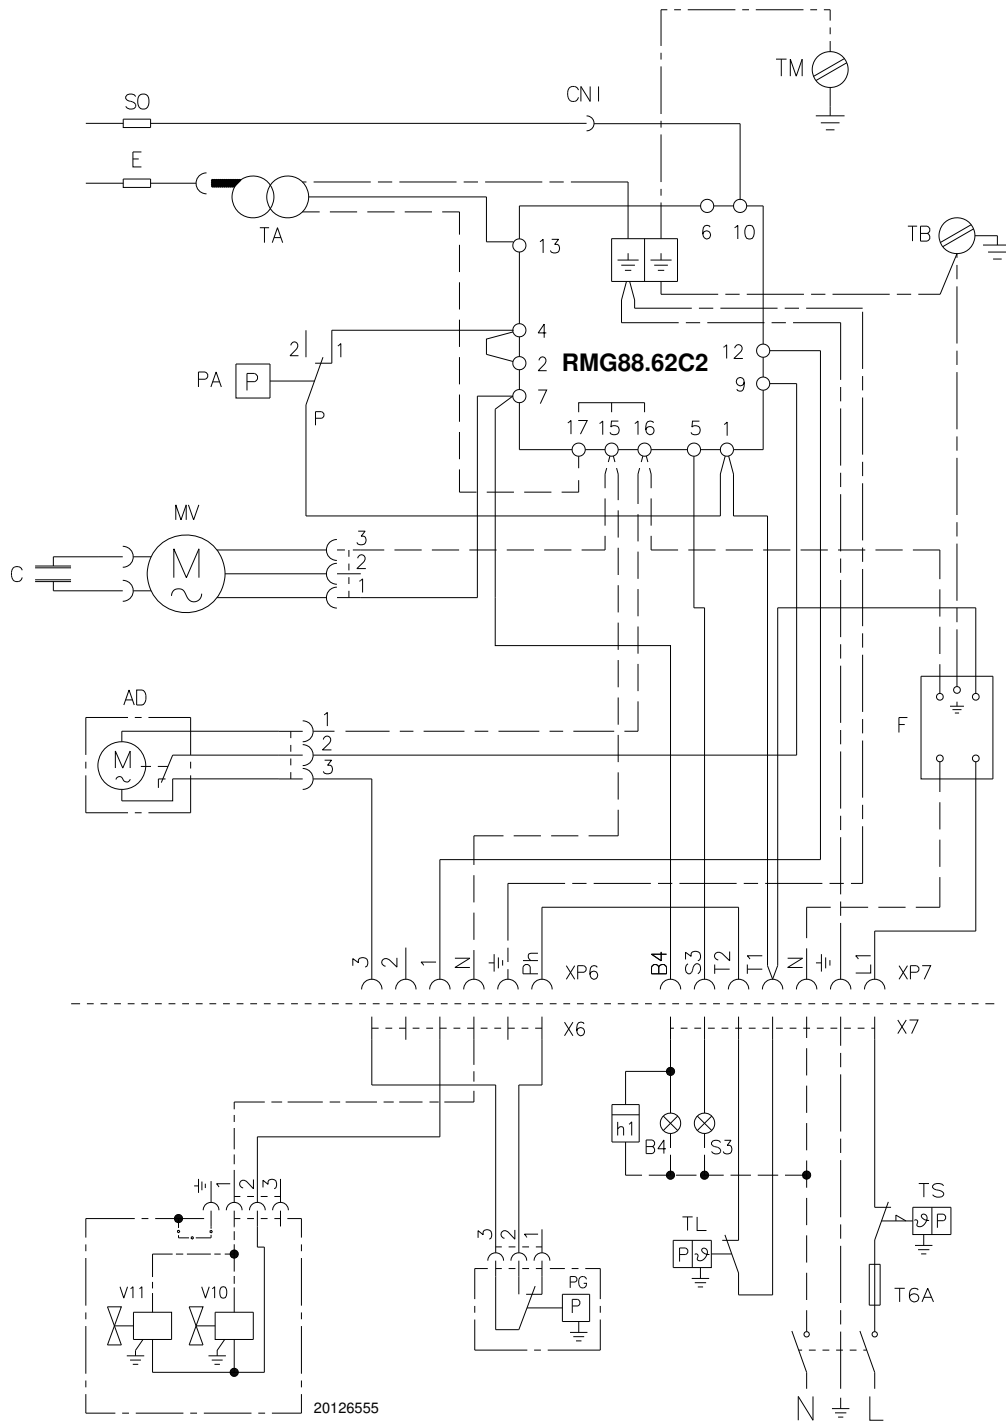 TM
SO
CN1
E
TA
6 10
TB
13
4
2 1
2
RMG88.62C2
12
PA P
9
7
P
17 15 16 5 1
MV
3
C
M
2
1
AD
1
F
M
2
3
3 2 1 N Ph XP6
B4 S3 T2 T1 N L1 XP7
X6
X7
h1
B4
S3
1 2 3
TS
3 2 1
TL
ϑ P
P ϑ
V11
V10
PG
P
T6A
20126555
N L